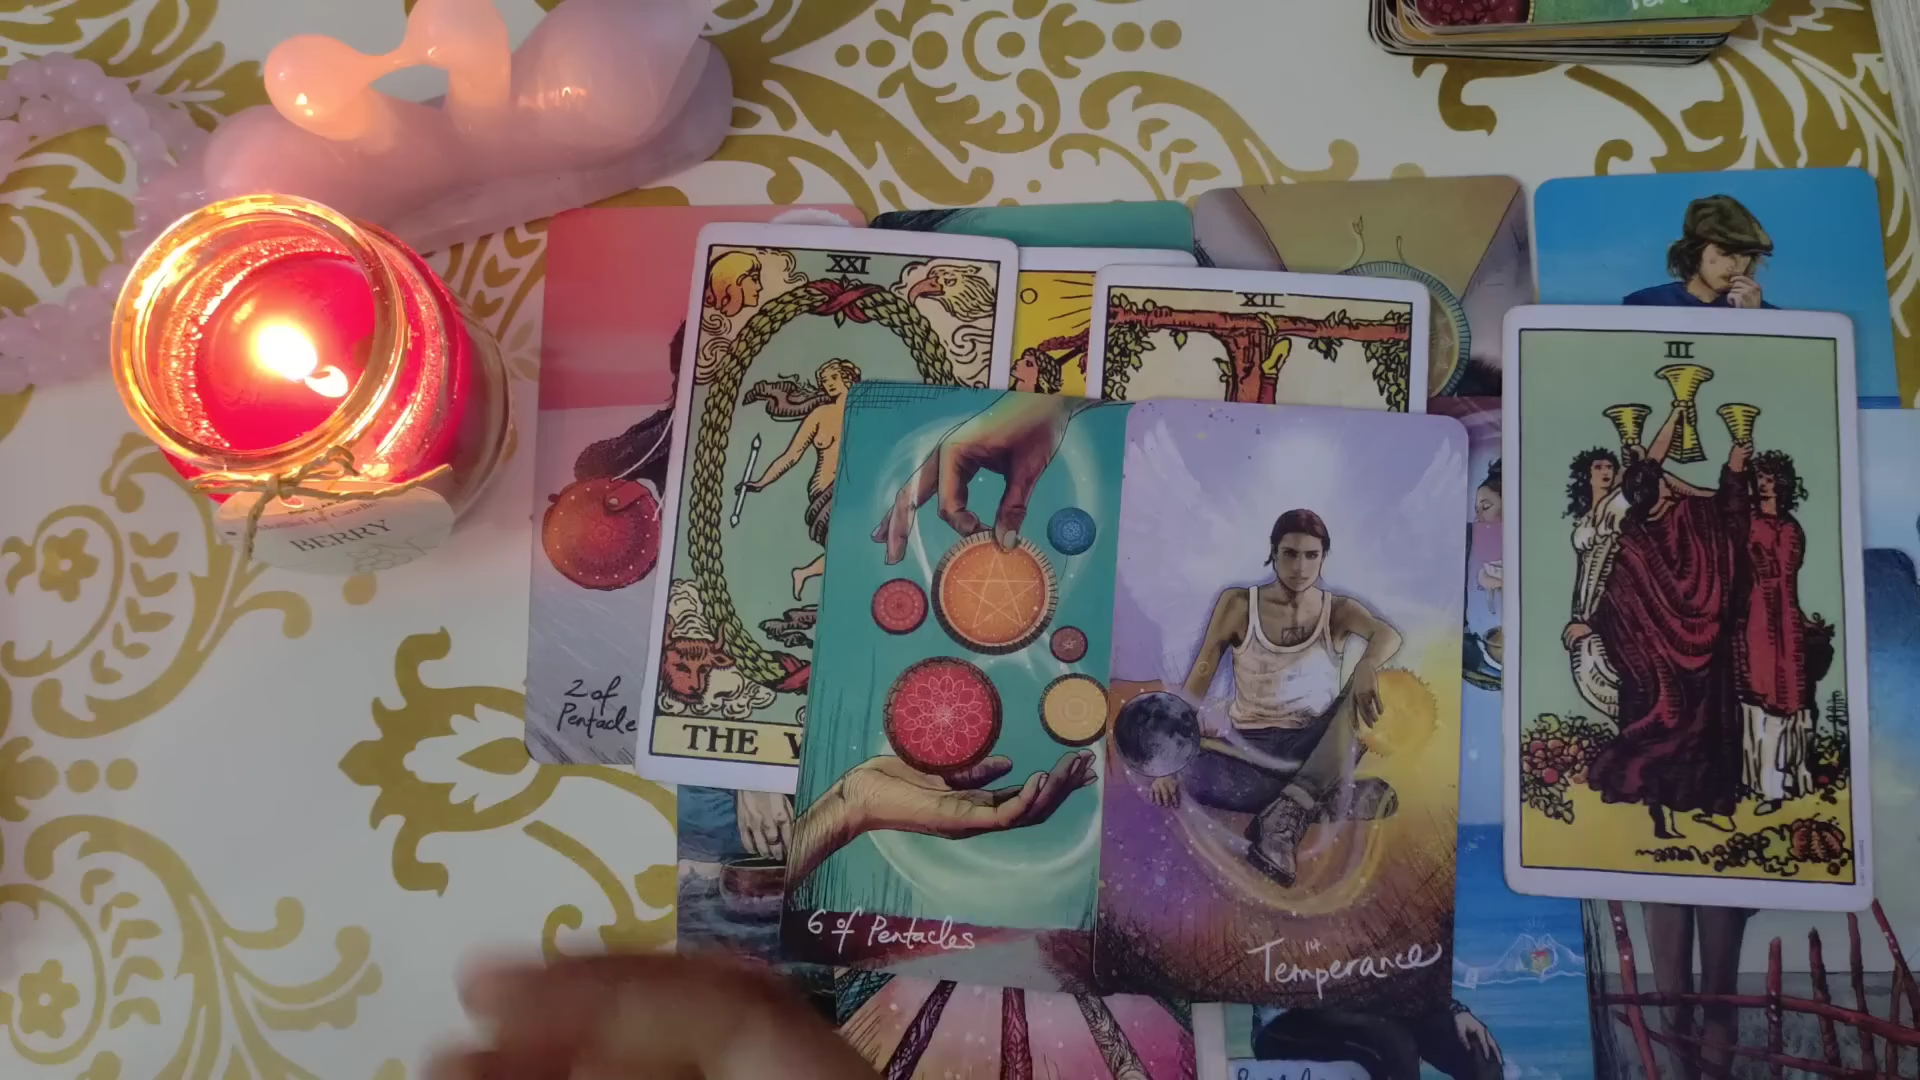 XXI
XII
III
BERRY
2 of
Pentacle
THE
6 of Pentacles
14.
Temperance